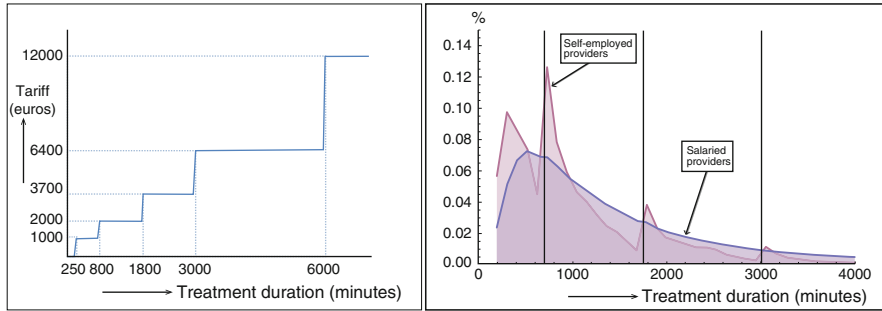 12000
Tariff
(euros)
6400
3700
2000
1000
250 800 1800 3000 6000
Treatment duration (minutes)
%
0.14
0.12
0.10
0.08
0.06
0.04
0.02
0.00
Self-employed
providers
Salaried
providers
0 1000 2000 3000 4000
Treatment duration (minutes)